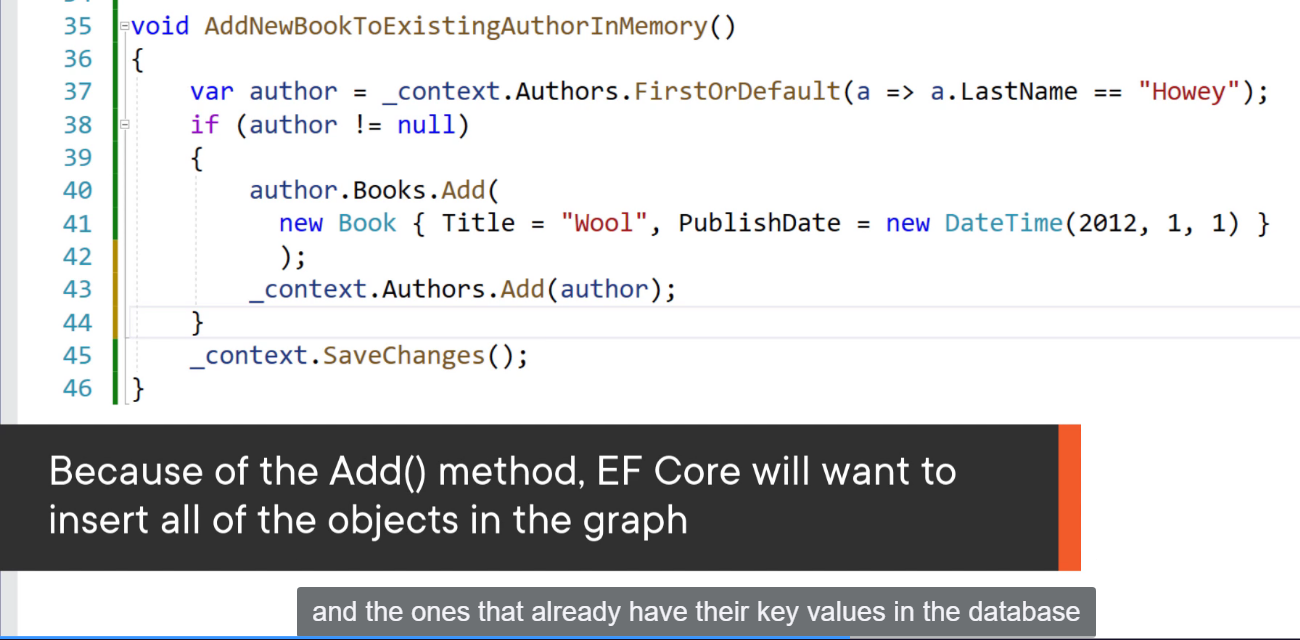 35 void AddNewBookToExistingAuthorInMemory()
36 {
37 var author = _context.Authors.FirstOrDefault(a => a.LastName == "Howey");
38 if (author != null)
39 {
40 author.Books.Add(
41 new Book { Title = "Wool", PublishDate = new DateTime(2012, 1, 1) }
42 );
43 _context.Authors.Add(author);
44 }
45 _context.SaveChanges();
46 }
Because of the Add() method, EF Core will want to
insert all of the objects in the graph
and the ones that already have their key values in the database